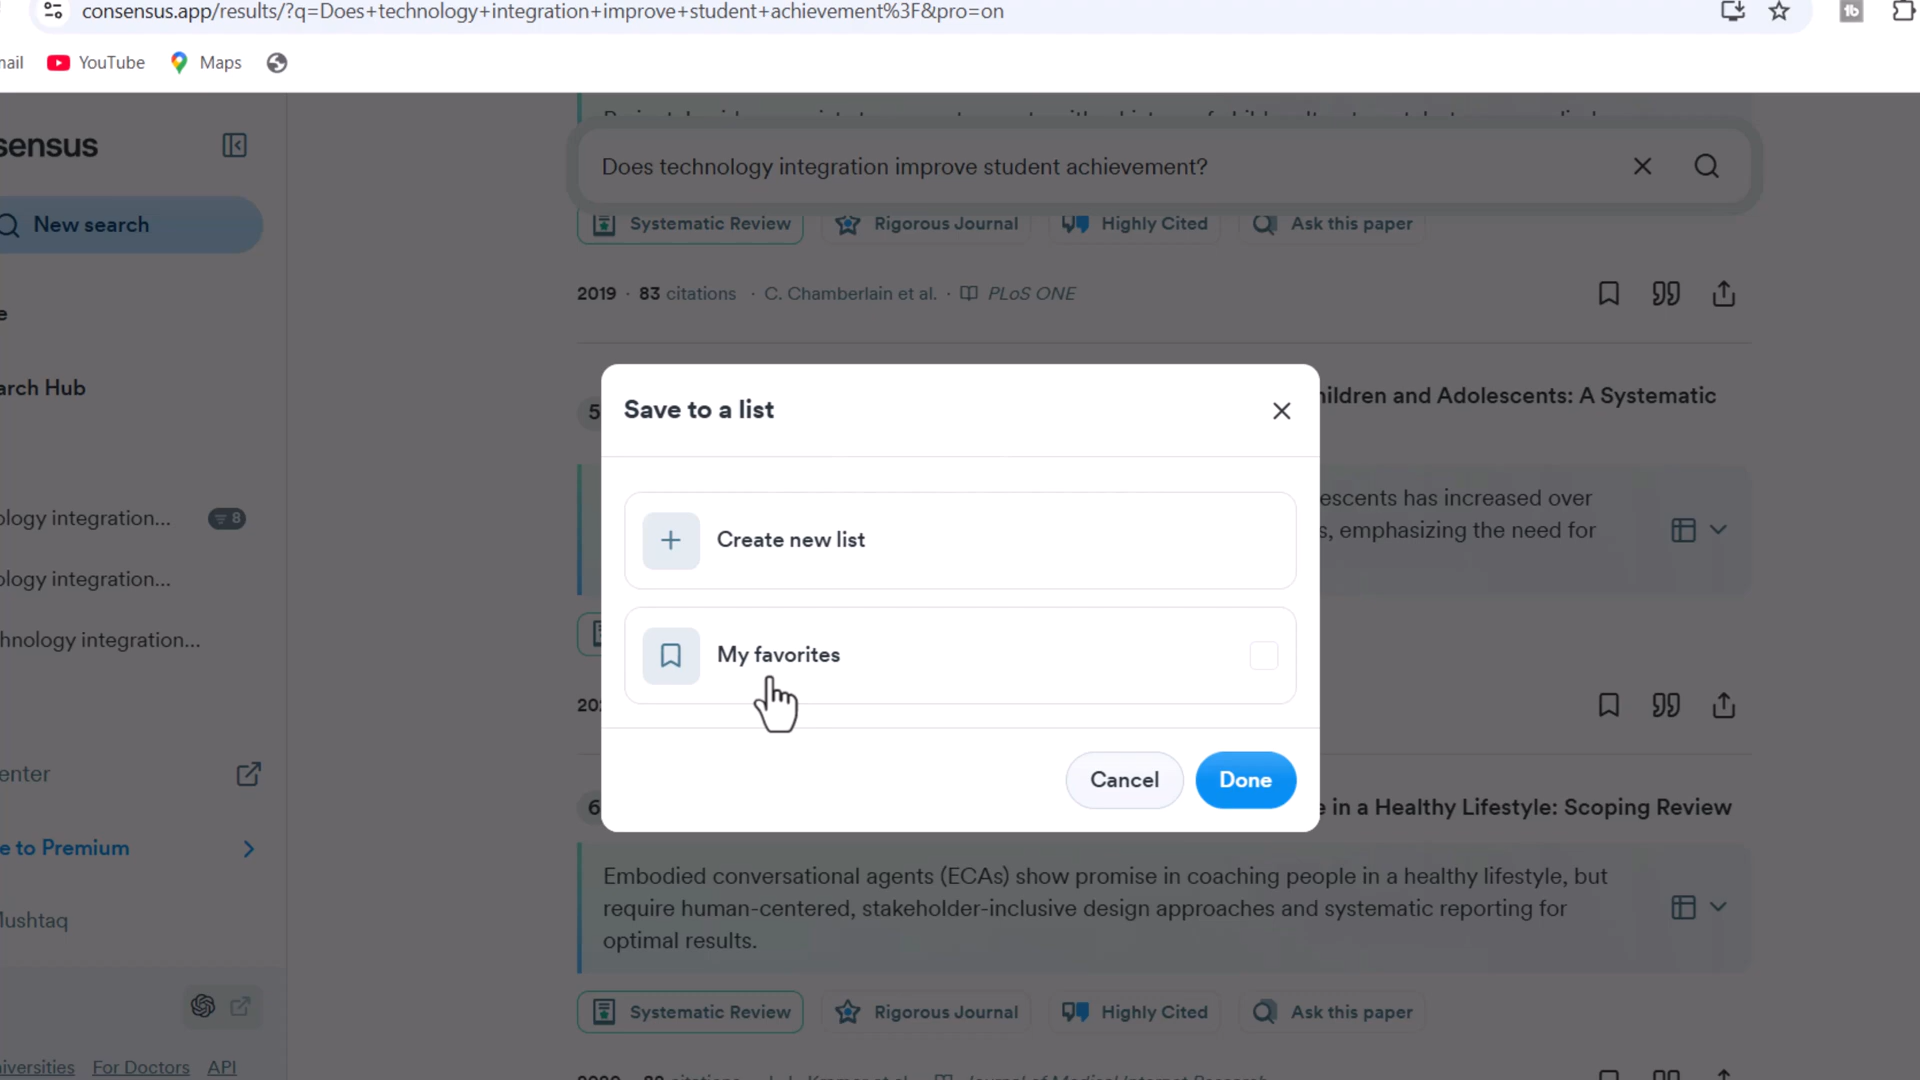 consensus.app/results/?q=Does+technology+integration+improve+student+achievement%3F&pro=on
mail YouTube Maps
sensus
Does technology integration improve student achievement?
New search
Systematic Review Rigorous Journal Highly Cited Ask this paper
2019 · 83 citations · C. Chamberlain et al. · PLoS ONE
e
arch Hub
5
hildren and Adolescents: A Systematic
Save to a list
escents has increased over
s, emphasizing the need for
Create new list
ology integration... 8
ology integration...
chnology integration...
My favorites
20
enter
Cancel Done
6
e in a Healthy Lifestyle: Scoping Review
e to Premium
Embodied conversational agents (ECAs) show promise in coaching people in a healthy lifestyle, but
require human-centered, stakeholder-inclusive design approaches and systematic reporting for
optimal results.
Mushtaq
Systematic Review Rigorous Journal Highly Cited Ask this paper
iversities For Doctors API